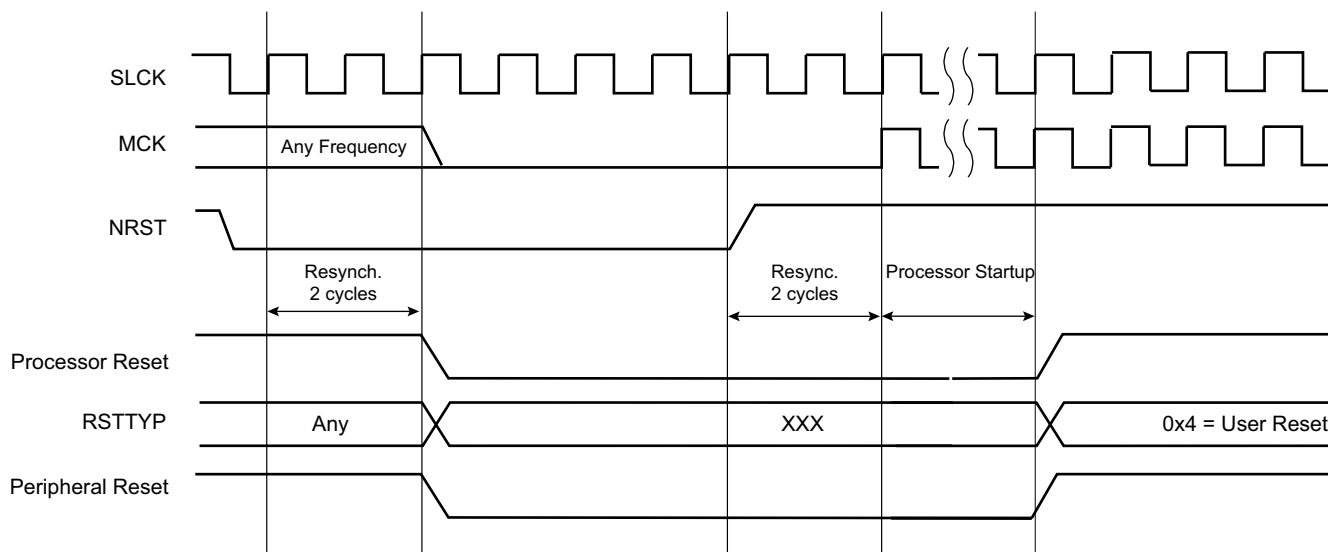 SLCK
MCK
Any Frequency
NRST
Resynch.
2 cycles
Resync.
2 cycles
Processor Startup
Processor Reset
RSTTYP
Any
XXX
0x4 = User Reset
Peripheral Reset